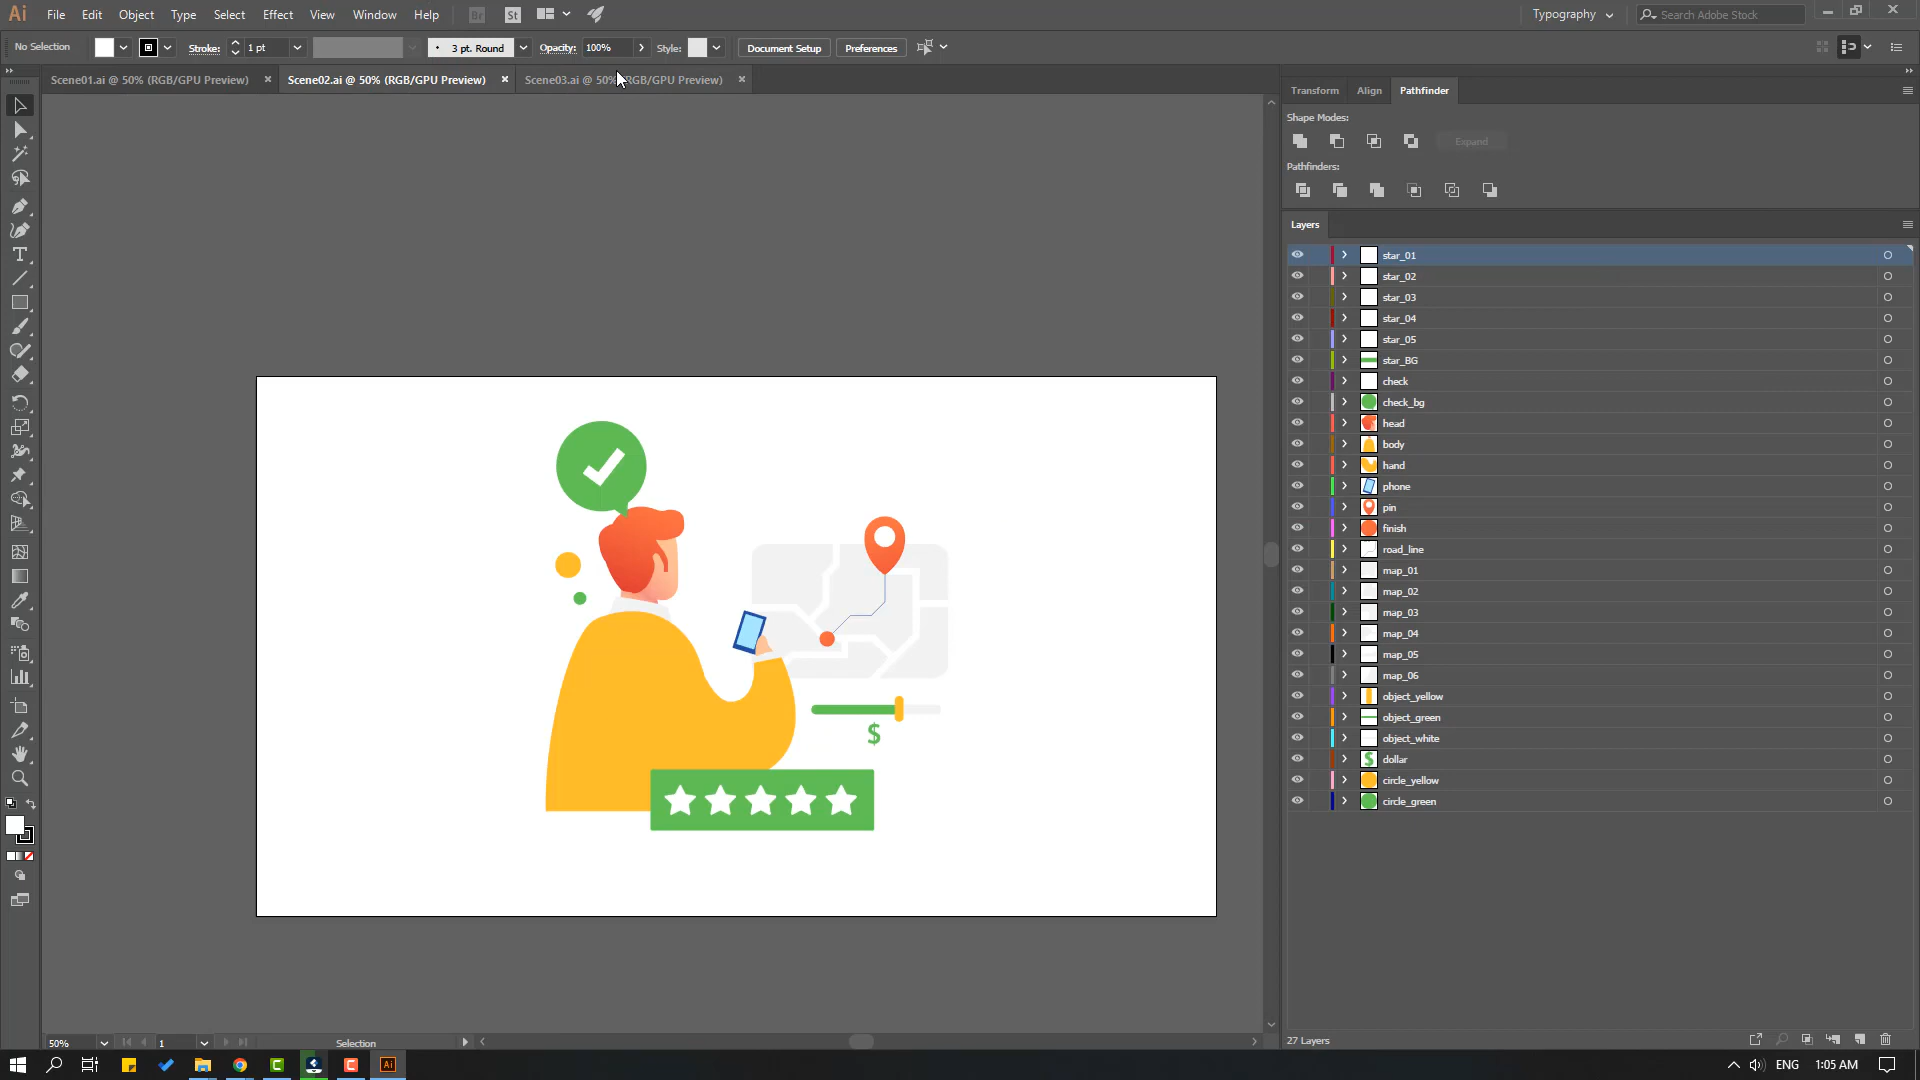 Ai File Edit Object Type Select Effect View Window Help Br St Typography Search Adobe Stock
No Selection Stroke: 1 pt 3 pt. Round Opacity: 100% Style: Document Setup Preferences
Scene01.ai @ 50% (RGB/GPU Preview) Scene02.ai @ 50% (RGB/GPU Preview) Scene03.ai @ 50% (RGB/GPU Preview)
Transform Align Pathfinder
Shape Modes:
Expand
Pathfinders:
Layers
star_01
star_02
star_03
star_04
star_05
star_BG
check
check_bg
head
body
hand
phone
pin
finish
road_line
map_01
map_02
map_03
map_04
map_05
map_06
object_yellow
object_green
object_white
dollar
circle_yellow
circle_green
$
50% 1 Selection
27 Layers
Ai ENG 1:05 AM